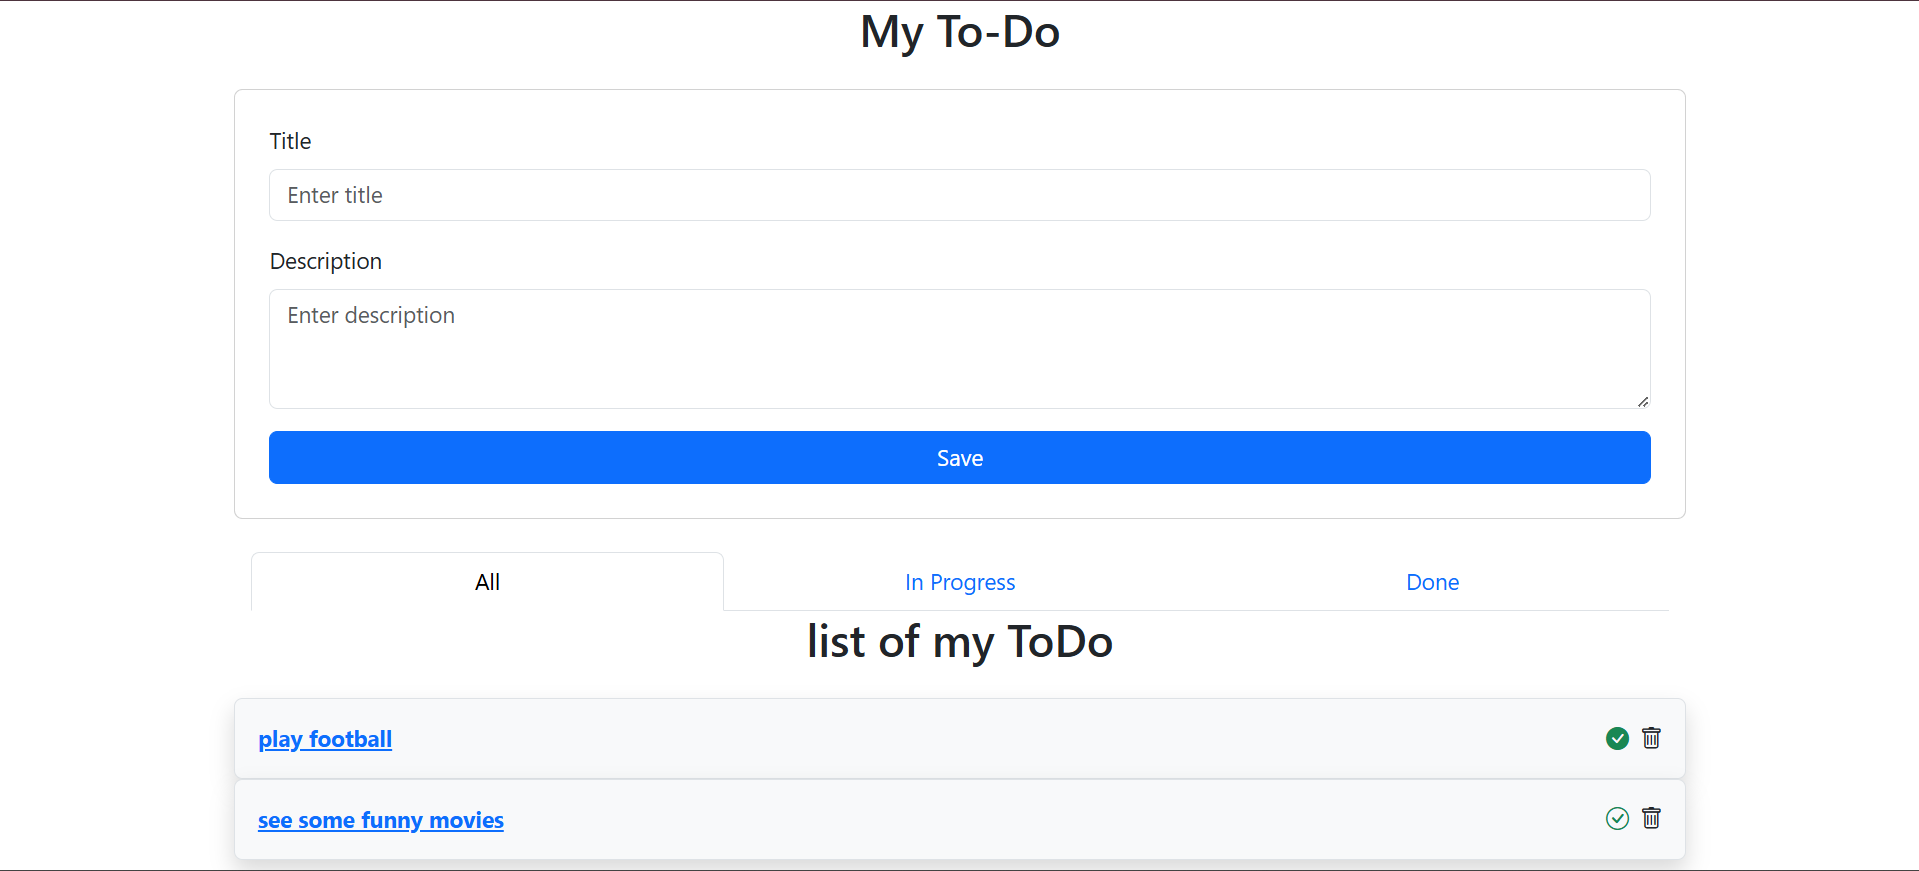 My To-Do
Title
Enter title
Description
Enter description
Save
All In Progress Done
list of my ToDo
play football
see some funny movies